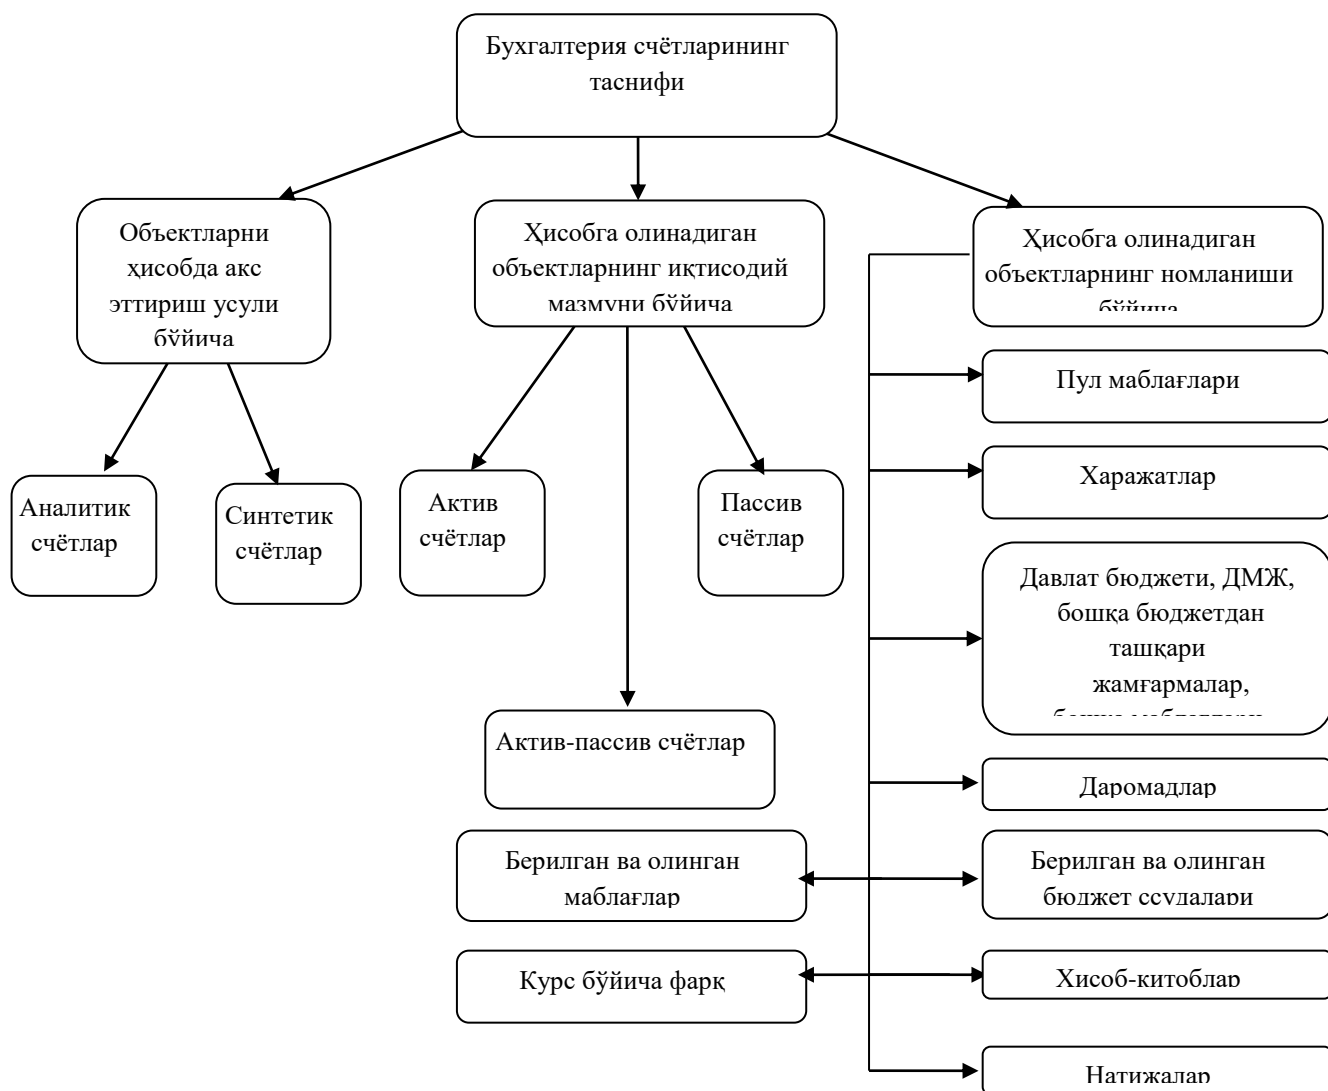 Бухгалтерия счётларининг
таснифи
Объектларни
ҳисобда акс
эттириш усули
бўйича
Ҳисобга олинадиган
объектларнинг иқтисодий
мазмуни бўйича
Ҳисобга олинадиган
объектларнинг номланиши
бўйича
Пул маблағлари
Харажатлар
Аналитик
счётлар
Синтетик
счётлар
Актив
счётлар
Пассив
счётлар
Давлат бюджети, ДМЖ,
бошқа бюджетдан
ташқари
жамғармалар,
Актив-пассив счётлар
Даромадлар
Берилган ва олинган
маблағлар
Берилган ва олинган
бюджет ссудалари
Курс бўйича фарқ
Хисоб-китоблар
Натижалар